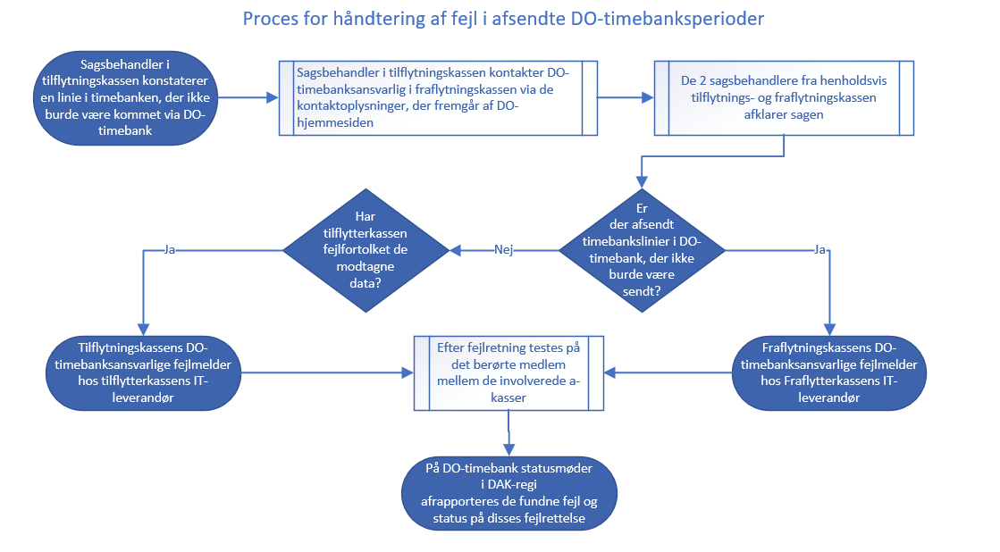 Proces for håndtering af fejl i afsendte DO-timebanksperioder
Sagsbehandler i
tilflytningskassen konstaterer
en linie i timebanken, der ikke
burde være kommet via DO-
timebank
Sagsbehandler i tilflytningskassen kontakter DO-
timebanksansvarlig i fraflytningskassen via de
kontaktoplysninger, der fremgår af DO-
hjemmesiden
De 2 sagsbehandlere fra henholdsvis
tilflytnings- og fraflytningskassen
afklarer sagen
Har
tilflytterkassen
fejlfortolket de
modtagne
data?
Er
der afsendt
timebankslinier i DO-
timebank, der ikke
burde være
sendt?
Ja
Nej
Ja
Tilflytningskassens DO-
timebanksansvarlige fejlmelder
hos tilflytterkassens IT-
leverandør
Efter fejlretning testes på
det berørte medlem
mellem de involverede a-
kasser
Fraflytningskassens DO-
timebanksansvarlige fejlmelder
hos Fraflytterkassens IT-
leverandør
På DO-timebank statusmøder
i DAK-regi
afrapporteres de fundne fejl og
status på disses fejlrettelse